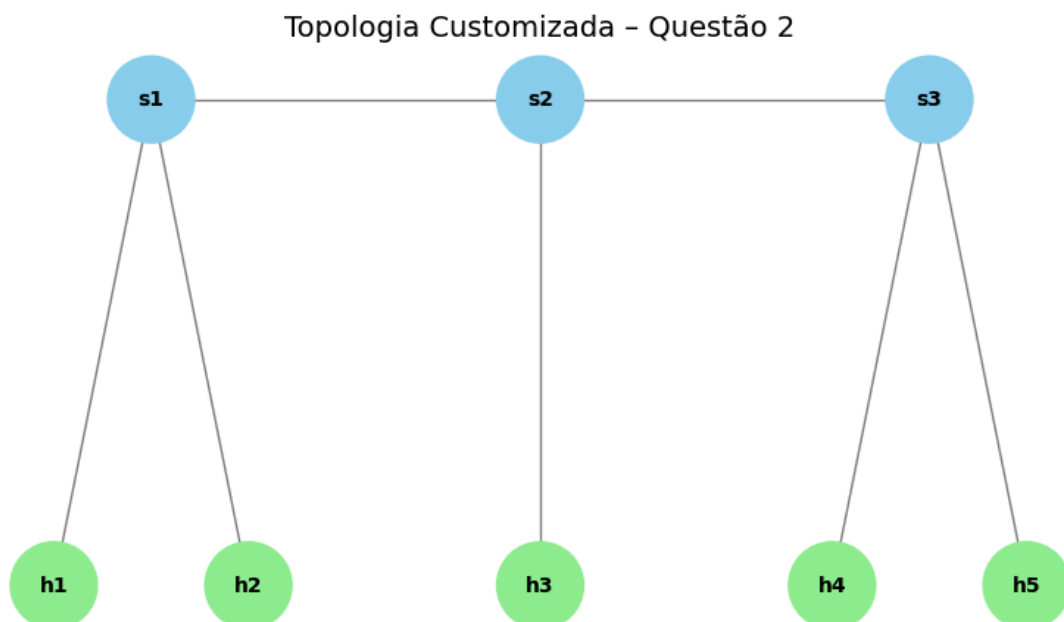 Topologia Customizada – Questão 2
s1 s2 s3
h1 h2 h3 h4 h5